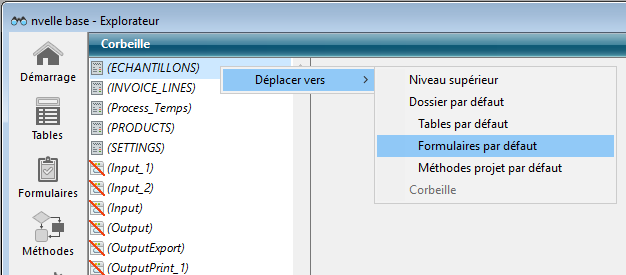 nvelle base - Explorateur
Démarrage
Tables
Formulaires
Méthodes
Corbeille
(ECHANTILLONS)
(INVOICE_LINES)
(Process_Temps)
(PRODUCTS)
(SETTINGS)
(Input_1)
(Input_2)
(Input)
(Output)
(OutputExport)
(OutputPrint_1)
Déplacer vers
Niveau supérieur
Dossier par défaut
Tables par défaut
Formulaires par défaut
Méthodes projet par défaut
Corbeille